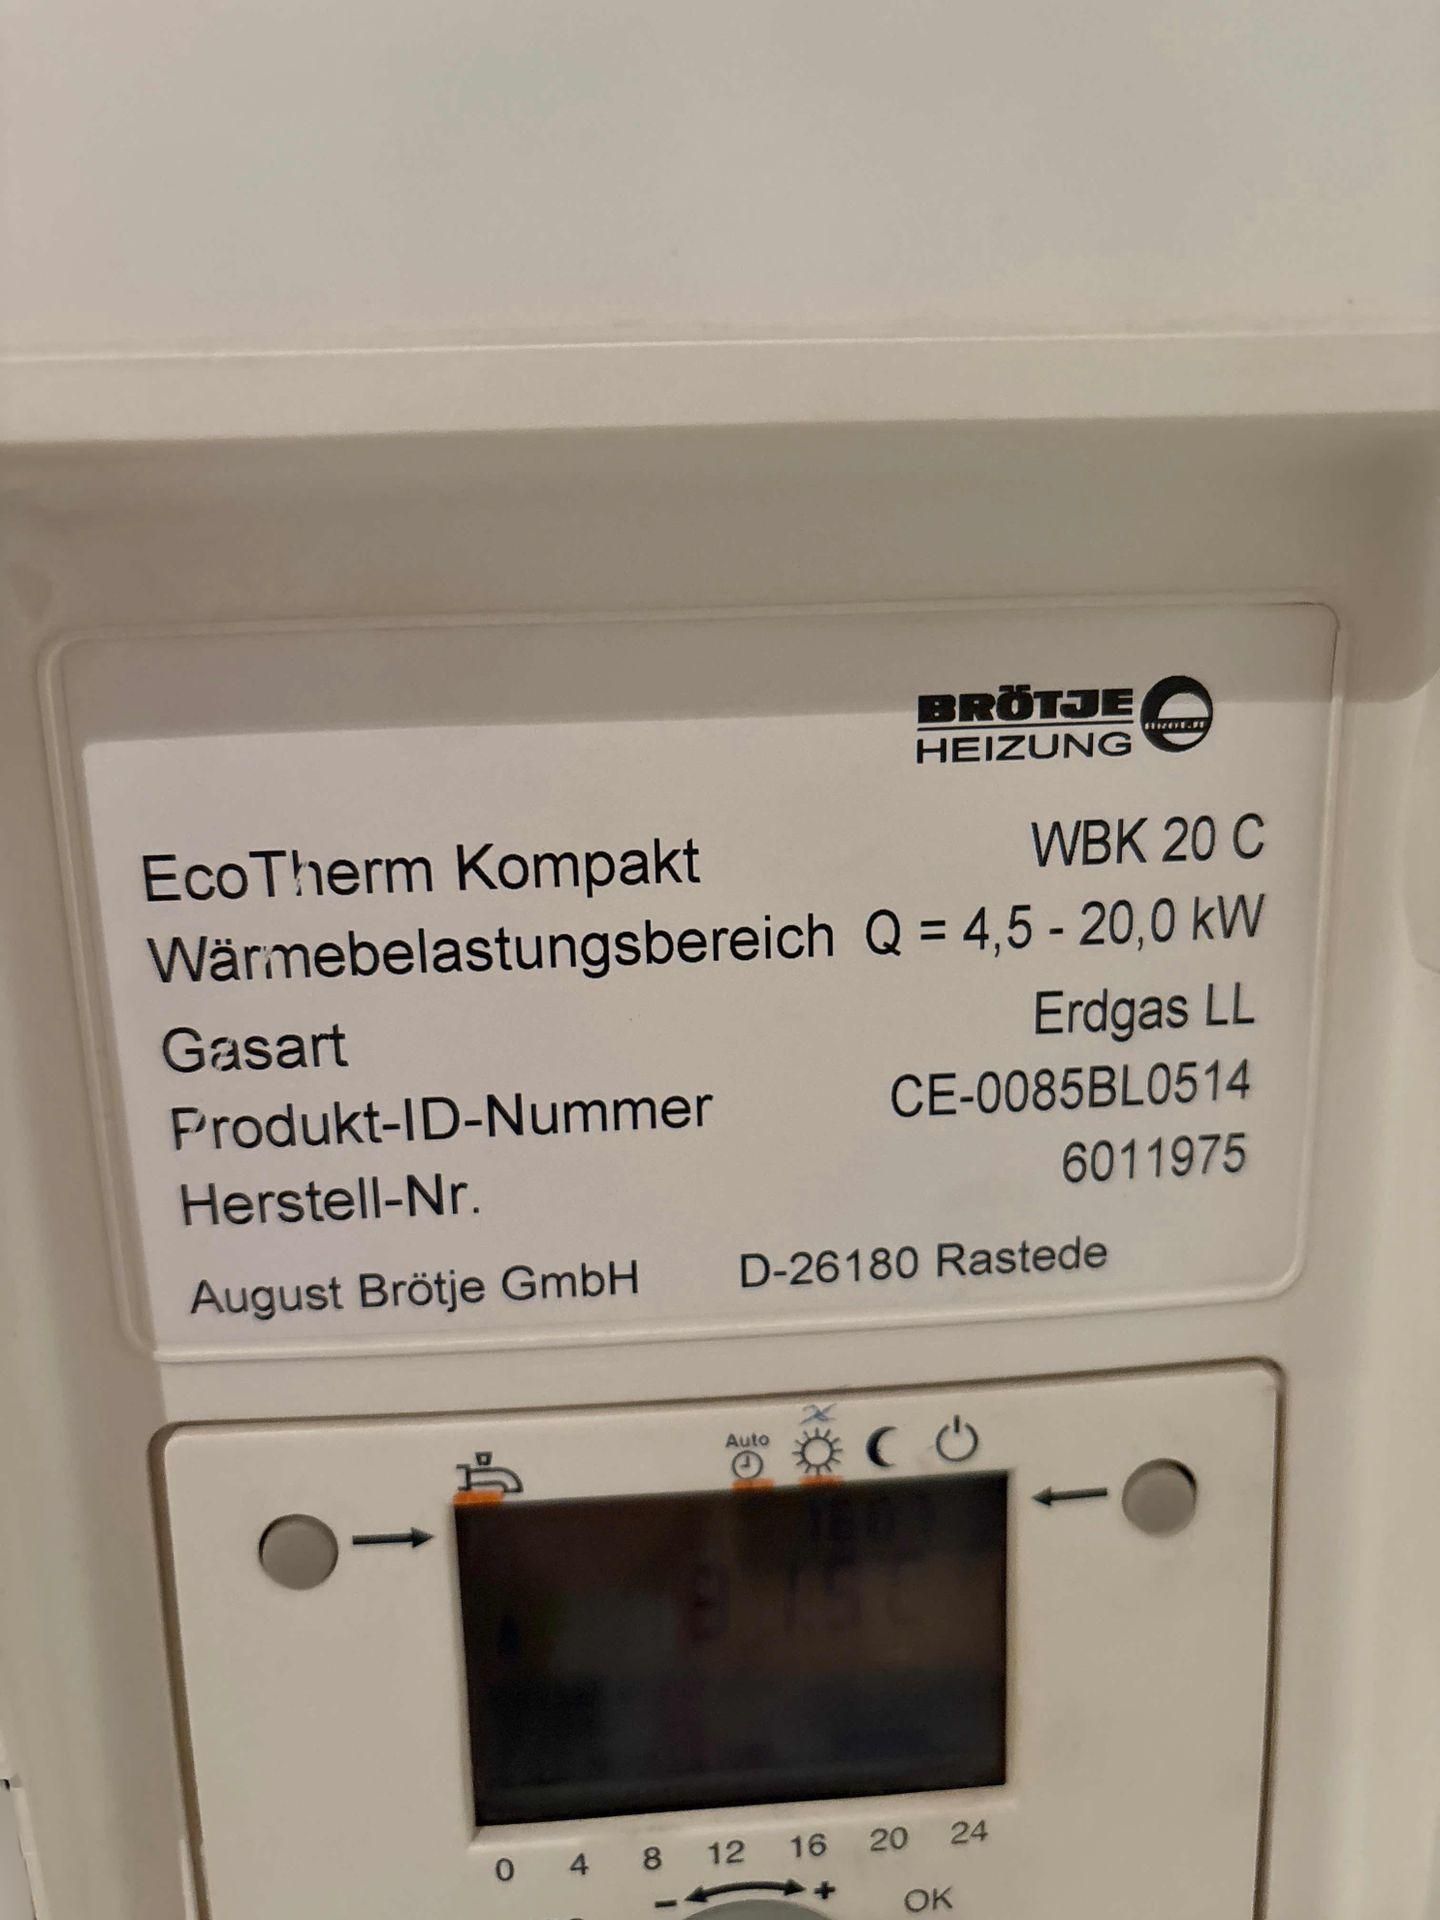 BRÖTJE
HEIZUNG
EcoTherm Kompakt WBK 20 C
Wärmebelastungsbereich Q = 4,5 - 20,0 kW
Gasart Erdgas LL
Produkt-ID-Nummer CE-0085BL0514
Herstell-Nr. 6011975
August Brötje GmbH D-26180 Rastede
Auto
0 4 8 12 16 20 24
- + OK